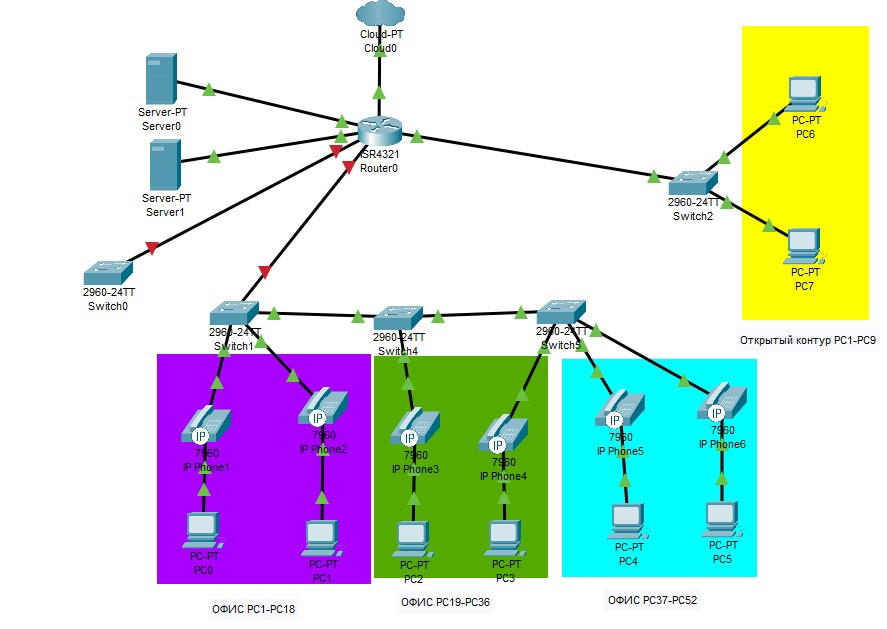 Cloud-PT
Cloud0
Server-PT
Server0
ISR4321
Router0
PC-PT
PC6
Server-PT
Server1
2960-24TT
Switch2
PC-PT
PC7
2960-24TT
Switch0
2960-24TT
Switch1
2960-24TT
Switch4
2960-24TT
Switch5
Открытый контур PC1-PC9
IP
7960
IP Phone1
IP
7960
IP Phone2
IP
7960
IP Phone3
IP
7960
IP Phone4
IP
7960
IP Phone5
IP
7960
IP Phone6
PC-PT
PC0
PC-PT
PC1
PC-PT
PC2
PC-PT
PC3
PC-PT
PC4
PC-PT
PC5
ОФИС PC1-PC18
ОФИС PC19-PC36
ОФИС PC37-PC52